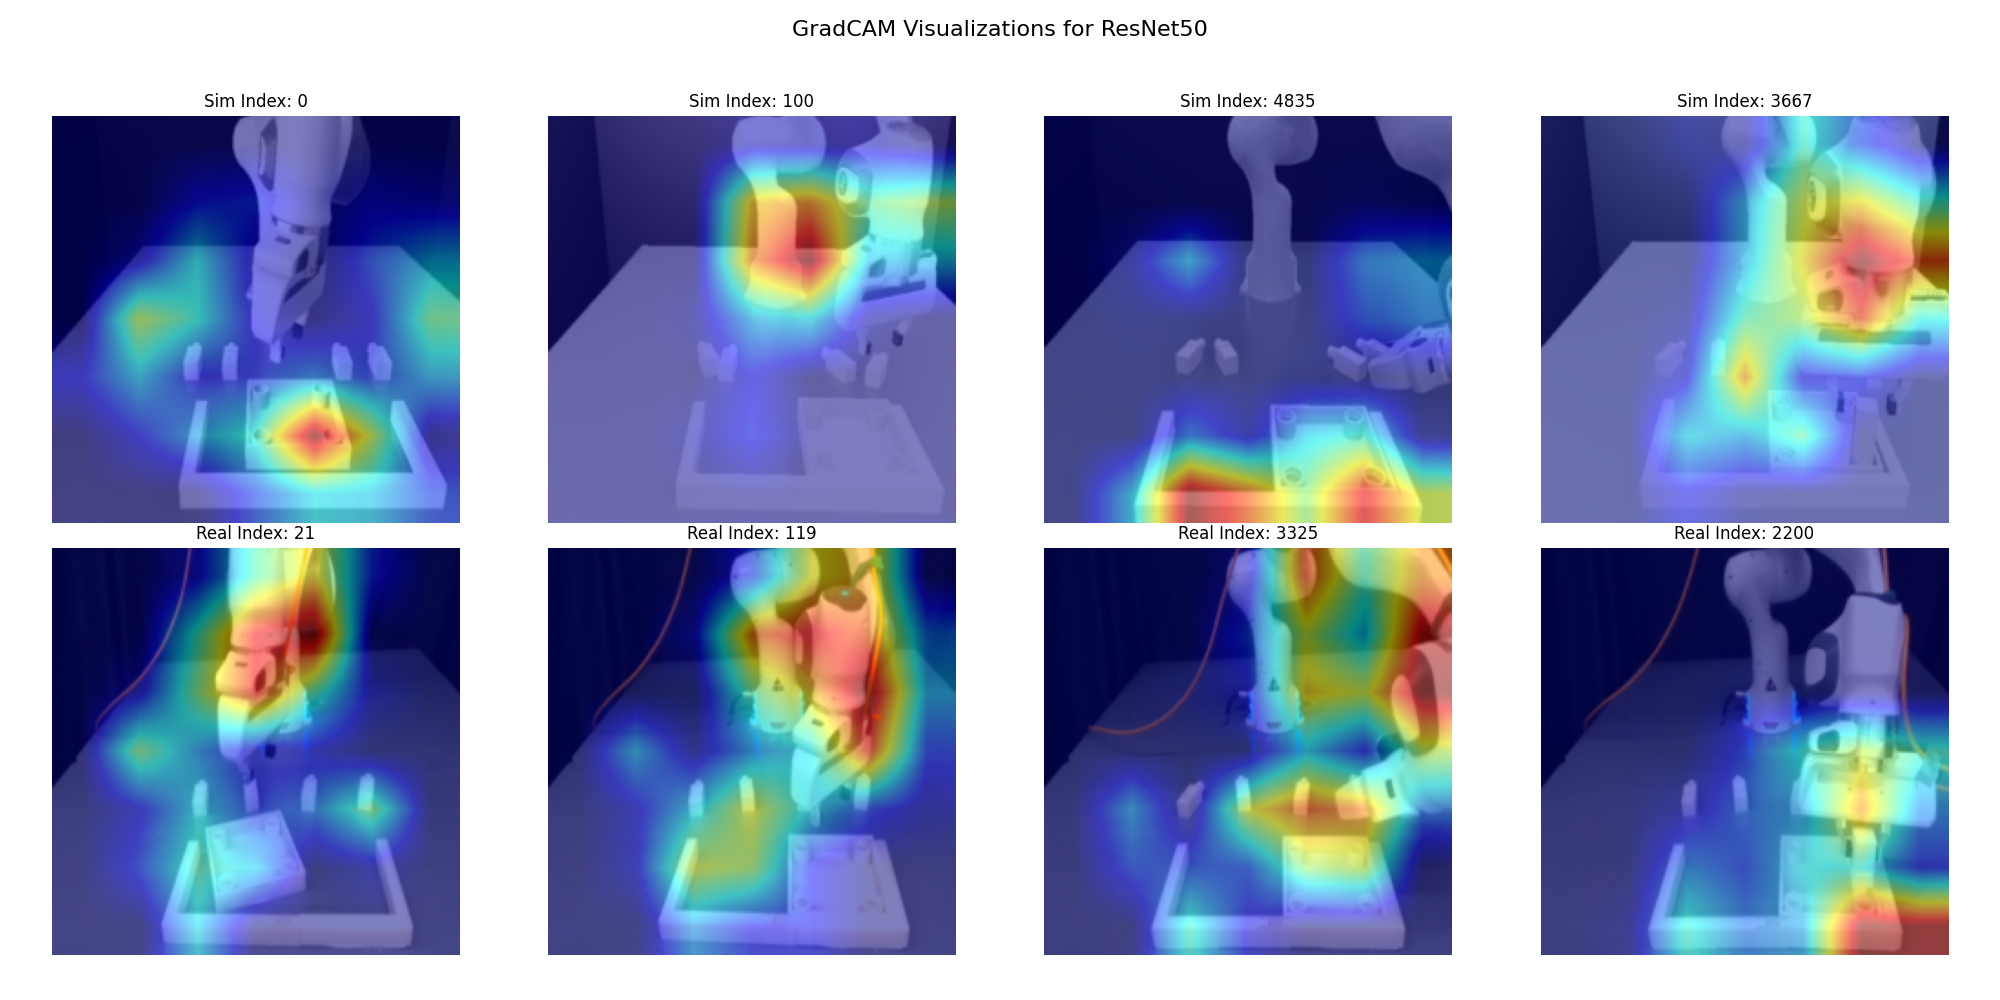 GradCAM Visualizations for ResNet50
Sim Index: 0
Sim Index: 100
Sim Index: 4835
Sim Index: 3667
Real Index: 21
Real Index: 119
Real Index: 3325
Real Index: 2200